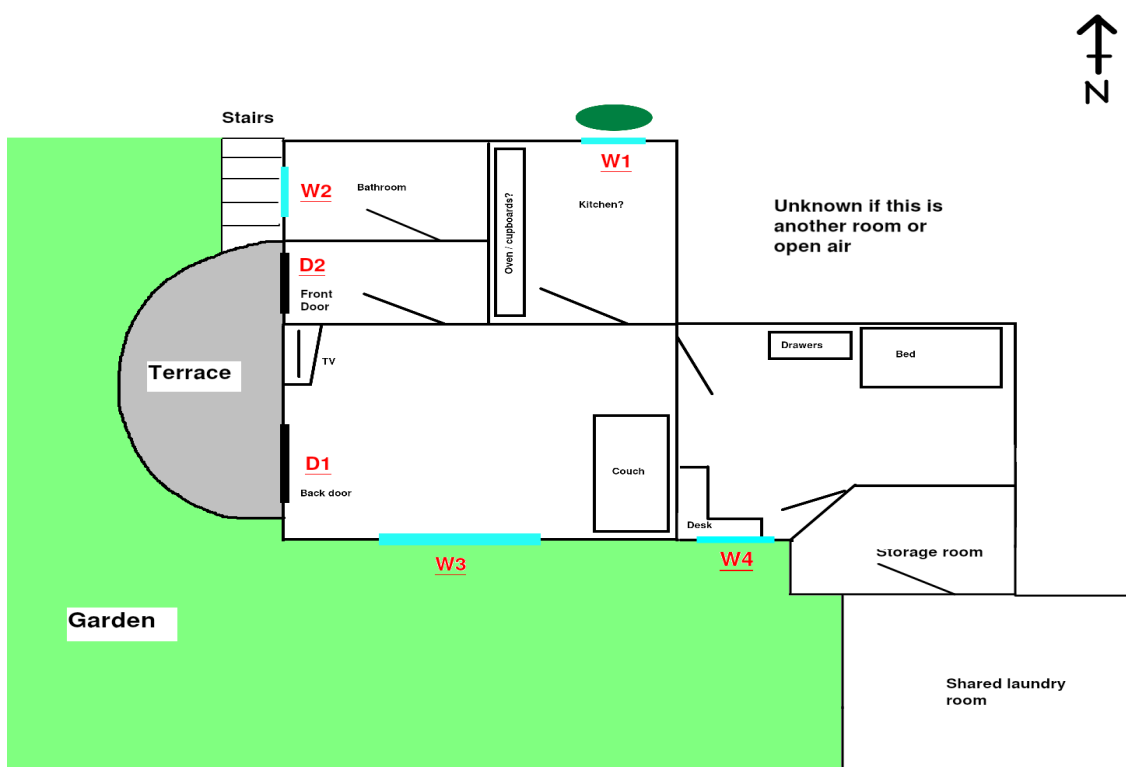 N
Stairs
W1
W2
Bathroom
Oven / cupboards?
Kitchen?
Unknown if this is
another room or
open air
D2
Front
Door
Terrace
TV
Drawers
Bed
D1
Back door
Couch
Desk
W3
W4
Storage room
Garden
Shared laundry
room